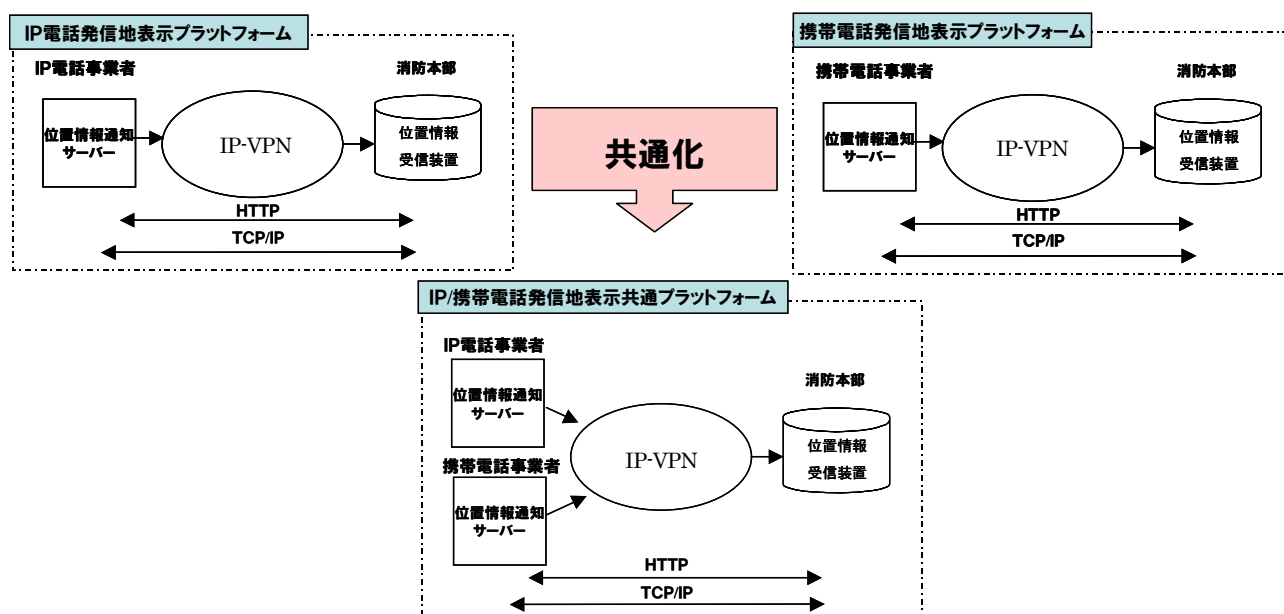 IP電話発信地表示プラットフォーム
IP電話事業者
消防本部
位置情報通知
サーバー
IP-VPN
位置情報
受信装置
HTTP
TCP/IP
共通化
携帯電話発信地表示プラットフォーム
携帯電話事業者
消防本部
位置情報通知
サーバー
IP-VPN
位置情報
受信装置
HTTP
TCP/IP
IP/携帯電話発信地表示共通プラットフォーム
IP電話事業者
位置情報通知
サーバー
携帯電話事業者
位置情報通知
サーバー
IP-VPN
消防本部
位置情報
受信装置
HTTP
TCP/IP